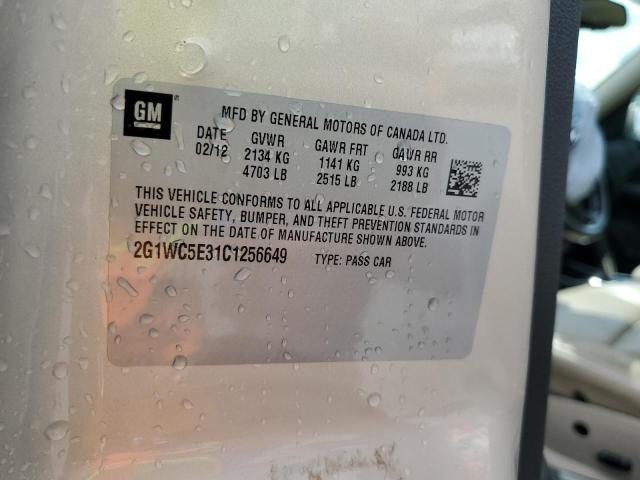 GM ®
MFD BY GENERAL MOTORS OF CANADA LTD.
DATE GVWR GAWR FRT GAWR RR
02/12 2134 KG 1141 KG 993 KG
4703 LB 2515 LB 2188 LB
THIS VEHICLE CONFORMS TO ALL APPLICABLE U.S. FEDERAL MOTOR
VEHICLE SAFETY, BUMPER, AND THEFT PREVENTION STANDARDS IN
EFFECT ON THE DATE OF MANUFACTURE SHOWN ABOVE.
2G1WC5E31C1256649 TYPE: PASS CAR